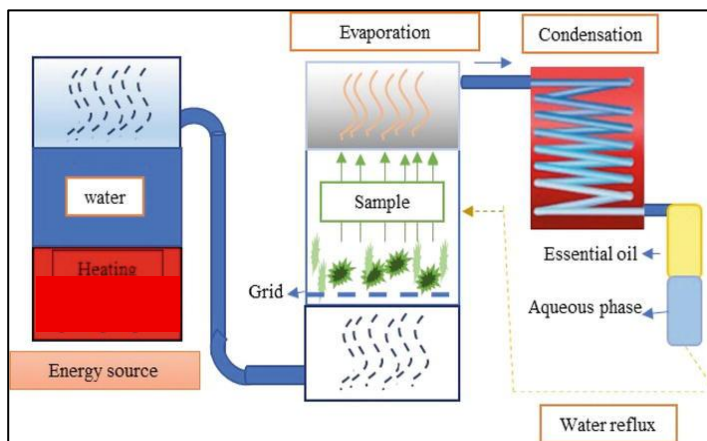 Evaporation
Condensation
water
Sample
Heating
Grid
Essential oil
Aqueous phase
Energy source
Water reflux